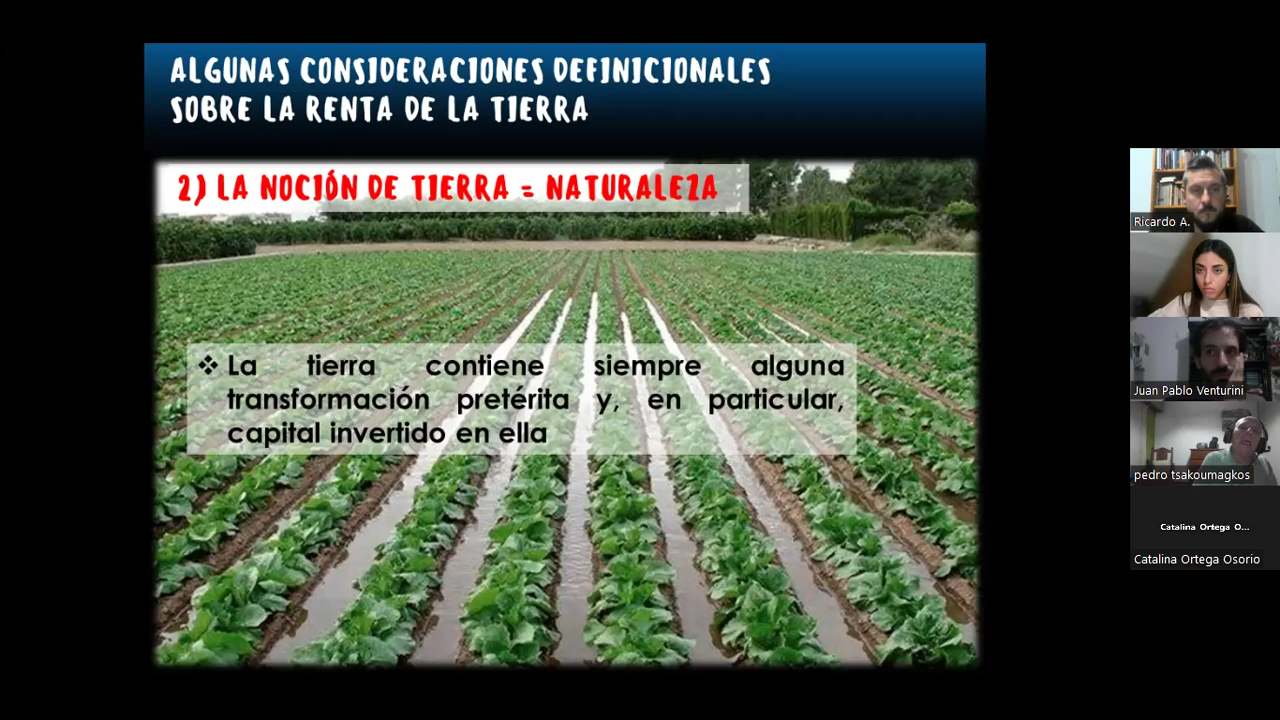 ALGUNAS CONSIDERACIONES DEFINICIONALES
SOBRE LA RENTA DE LA TIERRA
2) LA NOCIÓN DE TIERRA = NATURALEZA
❖ La tierra contiene siempre alguna
transformación pretérita y, en particular,
capital invertido en ella
Ricardo A.
Juan Pablo Venturini
pedro tsakoumagkos
Catalina Ortega O...
Catalina Ortega Osorio